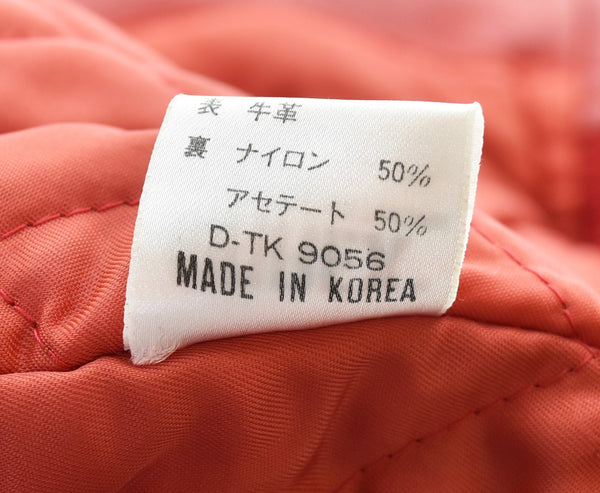 表 牛革
裏 ナイロン 50%
アセテート 50%
D-TK 9056
MADE IN KOREA